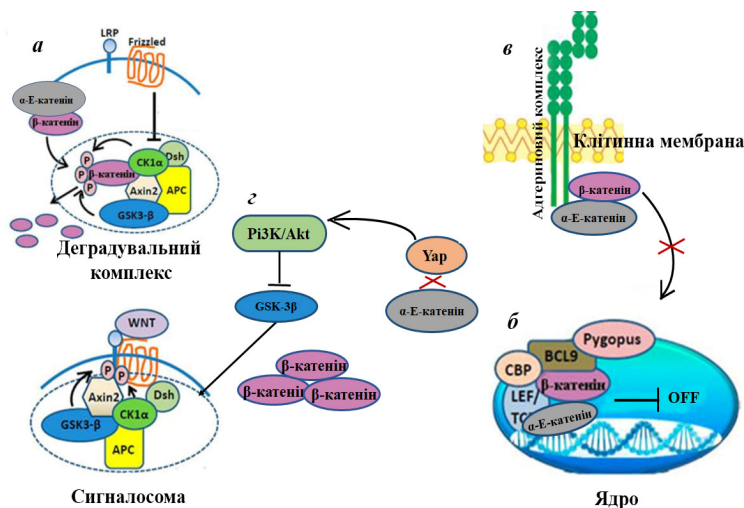 а
LRP
Frizzled
α-Е-катенін
β-катенін
P
P
P
β-катенін
CK1α
Dsh
Axin2
APC
GSK3-β
Деградувальний
комплекс
WNT
P
P
Axin2
Dsh
GSK3-β
CK1α
APC
Сигналосома
г
Pi3K/Akt
Yap
GSK-3β
α-Е-катенін
β-катенін
β-катенін
β-катенін
в
Адгериновий комплекс
Клітинна мембрана
β-катенін
α-Е-катенін
б
Pygopus
BCL9
CBP
β-катенін
LEF/
α-Е-катенін
OFF
Ядро